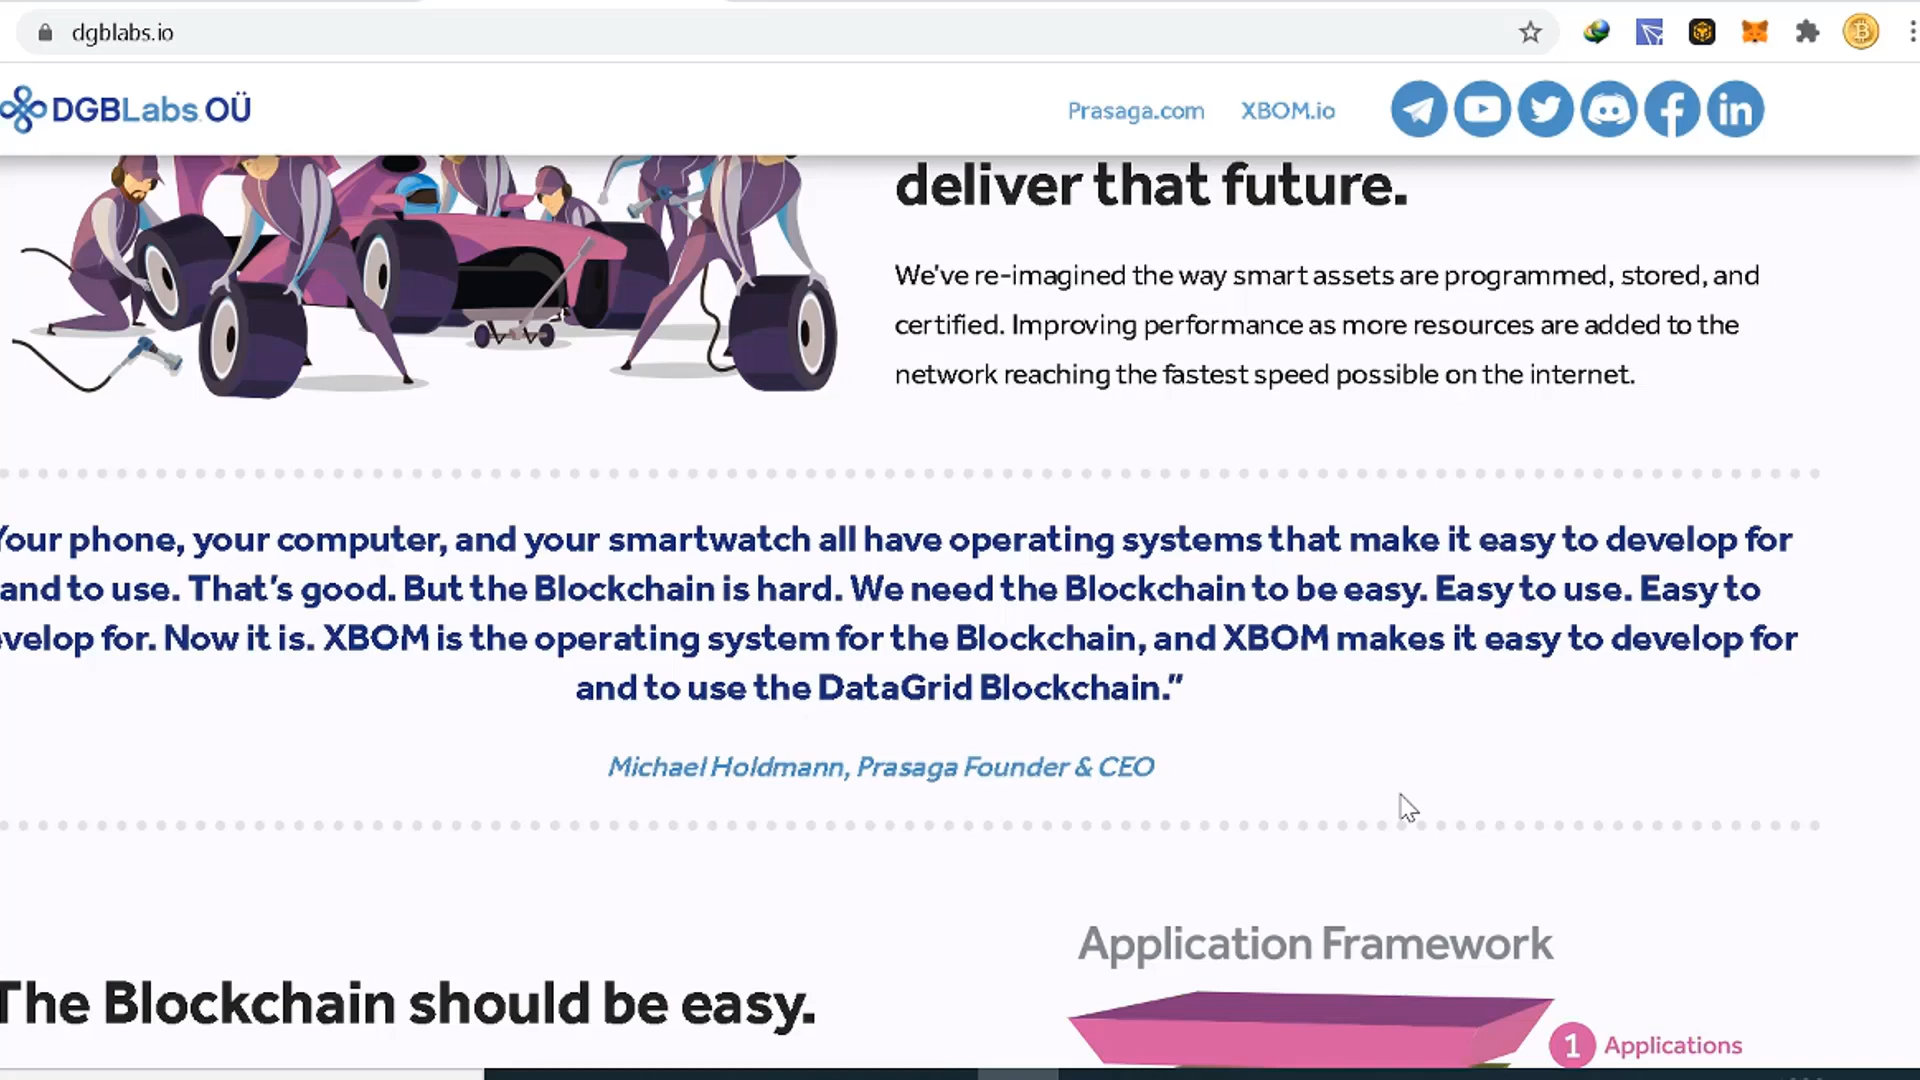 dgblabs.io
DGBLabs OÜ
Prasaga.com XBOM.io
deliver that future.
We've re-imagined the way smart assets are programmed, stored, and
certified. Improving performance as more resources are added to the
network reaching the fastest speed possible on the internet.
Your phone, your computer, and your smartwatch all have operating systems that make it easy to develop for
and to use. That's good. But the Blockchain is hard. We need the Blockchain to be easy. Easy to use. Easy to
velop for. Now it is. XBOM is the operating system for the Blockchain, and XBOM makes it easy to develop for
and to use the DataGrid Blockchain.”
Michael Holdmann, Prasaga Founder & CEO
The Blockchain should be easy.
Application Framework
1 Applications